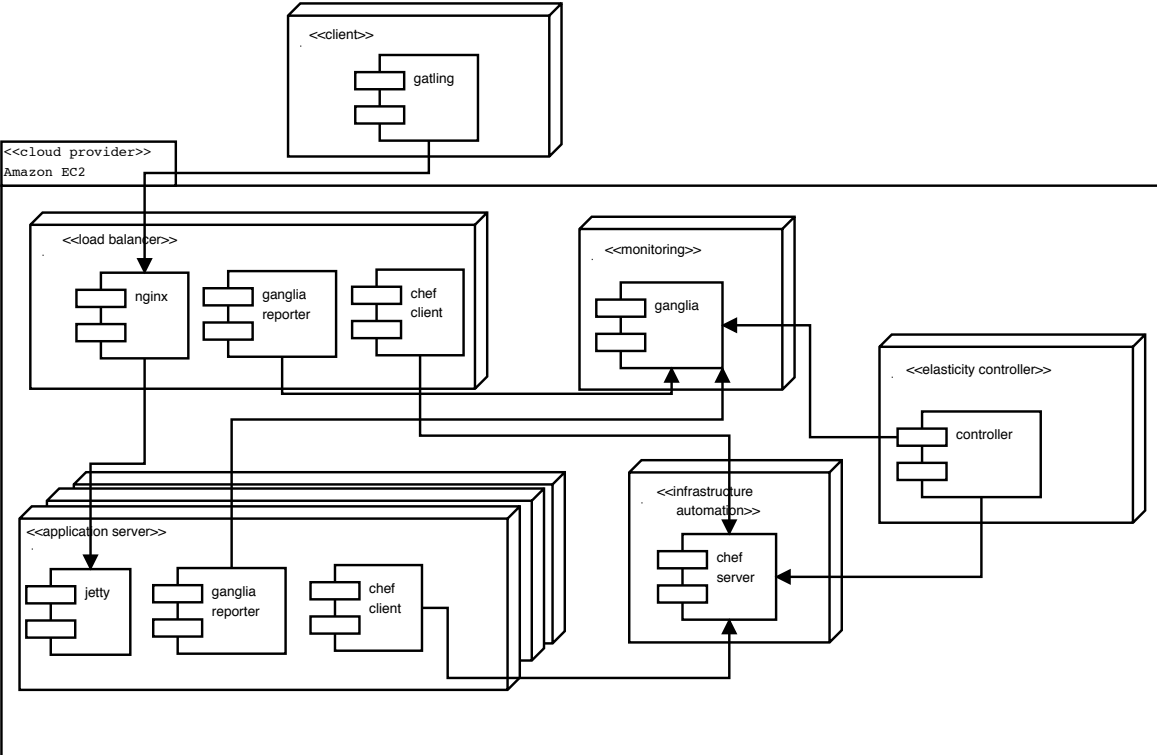 <<client>>
gatling
<<cloud provider>>
Amazon EC2
<<load balancer>>
nginx
ganglia
reporter
chef
client
<<monitoring>>
ganglia
<<elasticity controller>>
controller
<<application server>>
jetty
ganglia
reporter
chef
client
<<infrastructure
automation>>
chef
server